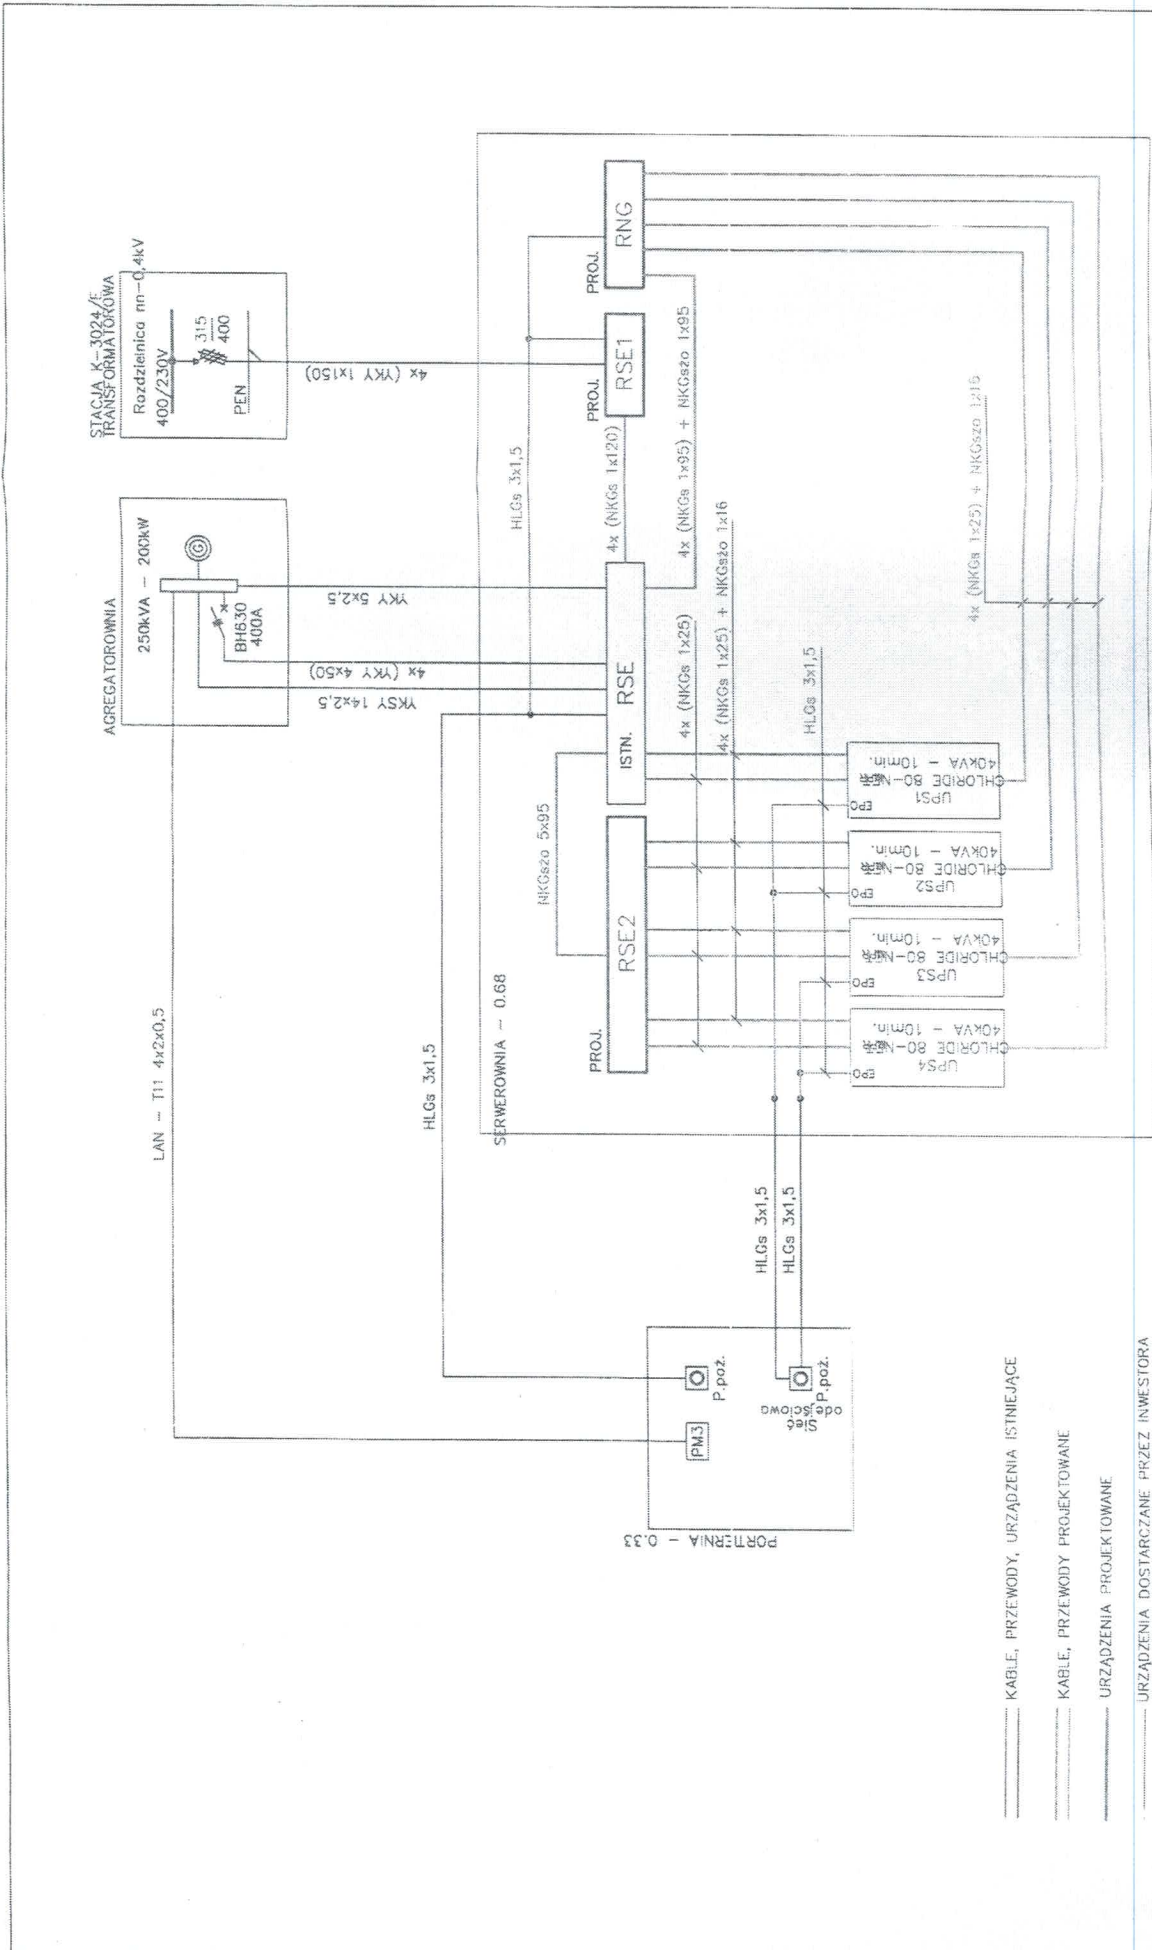 STACJA K-3024/E
TRANSFORMATOROWA
Rozdzielnica nn-0,4kV
400/230V
315
400
PEN
4x (YKY 1x150)
AGREGATOROWNIA
250kVA - 200kW
G
BH630
400A
YKY 5x2,5
4x (YKY 4x50)
YKSY 14x2,5
LAN - T11 4x2x0,5
HLGs 3x1,5
HLGs 3x1,5
SERWEROWNIA - 0.68
PROJ.
RNG
PROJ.
RSE1
4x (NKGs 1x120)
4x (NKGs 1x95) + NKGsżo 1x95
ISTN.
RSE
NKGsżo 5x95
PROJ.
RSE2
4x (NKGs 1x25)
4x (NKGs 1x25) + NKGsżo 1x16
HLGs 3x1,5
4x (NKGs 1x25) + NKGszo 1x16
EPO
UPS1
CHLORIDE 80-NET
40kVA - 10min.
EPO
UPS2
CHLORIDE 80-NET
40kVA - 10min.
EPO
UPS3
CHLORIDE 80-NET
40kVA - 10min.
EPO
UPS4
CHLORIDE 80-NET
40kVA - 10min.
HLGs 3x1,5
HLGs 3x1,5
PORTIERNIA - 0.33
PM3
P.poż.
P.poż.
Sieć
odejściowa
KABLE, PRZEWODY, URZĄDZENIA ISTNIEJĄCE
KABLE, PRZEWODY PROJEKTOWANE
URZĄDZENIA PROJEKTOWANE
URZĄDZENIA DOSTARCZANE PRZEZ INWESTORA